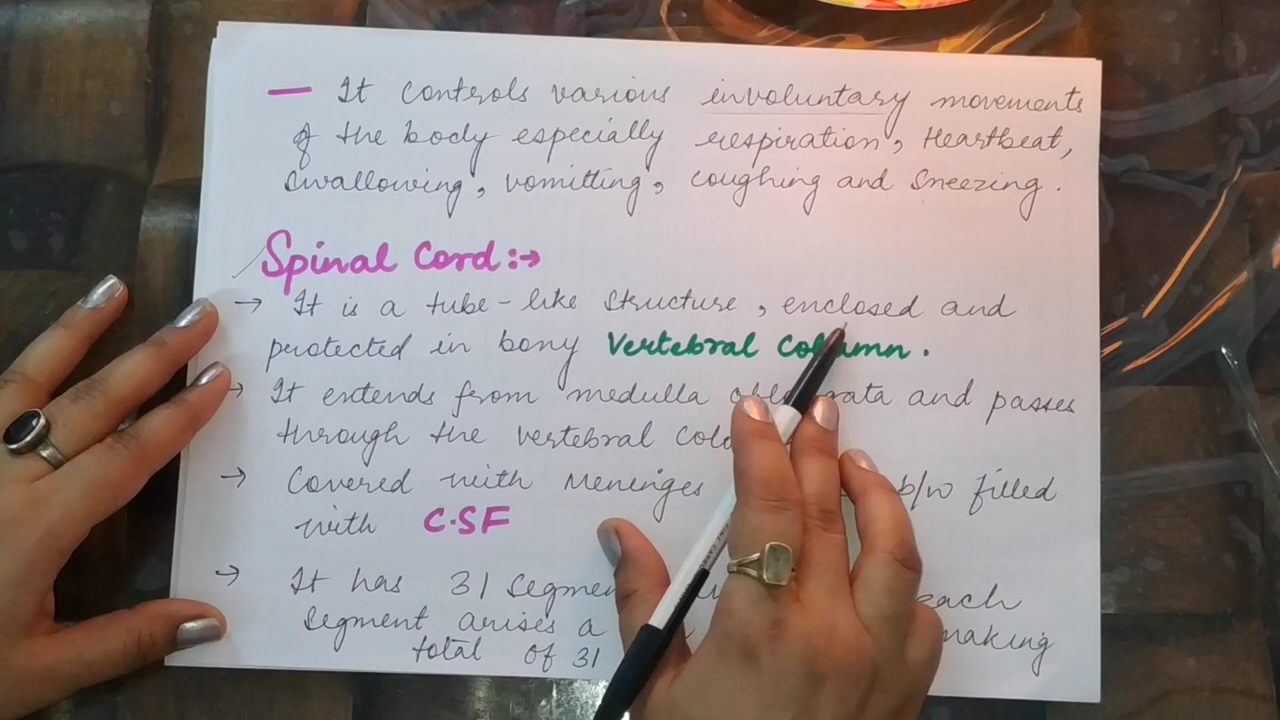 — It controls various involuntary movements
of the body especially respiration, Heartbeat,
swallowing, vomitting, coughing and sneezing.
Spinal Cord:→
→ It is a tube-like structure, enclosed and
protected in bony Vertebral Column.
→ It extends from medulla and passes
through the vertebral
→ Covered with Meninges b/w filled
with C.S.F
→ It has 31 each
segment arises a making
total of 31